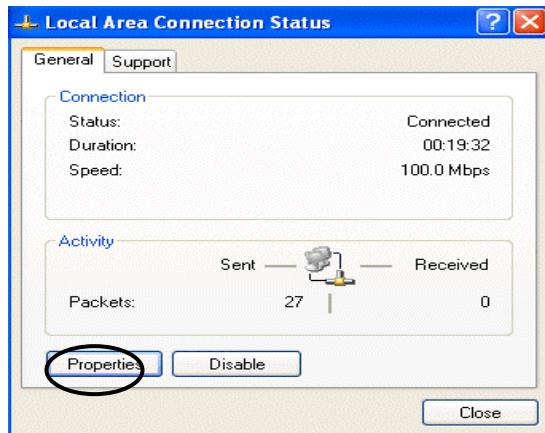 Local Area Connection Status
General Support
Connection
Status: Connected
Duration: 00:19:32
Speed: 100.0 Mbps
Activity
Sent Received
Packets: 27 0
Properties Disable
Close